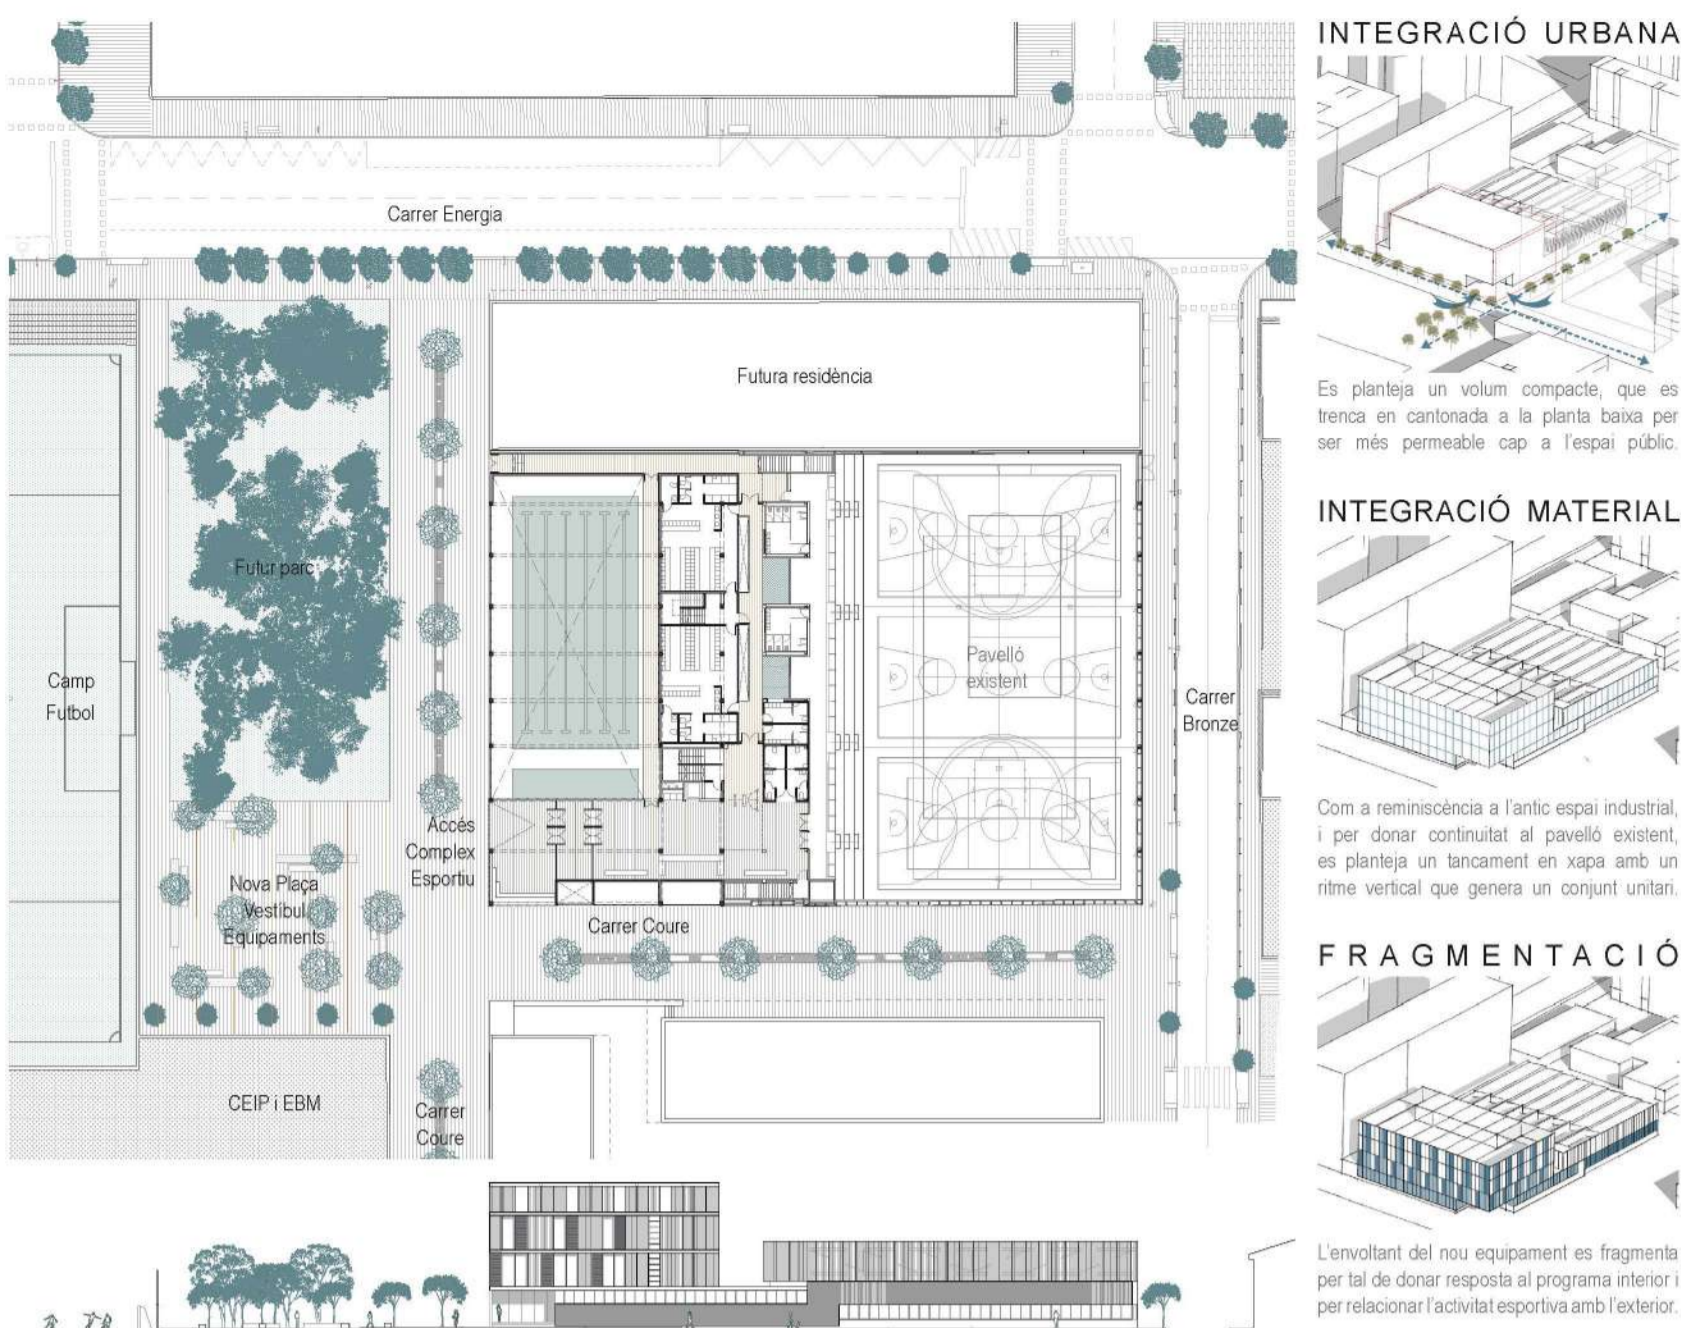 Carrer Energia
Futura residència
Futur parc
Camp
Futbol
Pavelló
existent
Carrer
Bronze
Accés
Complex
Esportiu
Nova Plaça
Vestíbul
Equipaments
Carrer Coure
CEIP i EBM
Carrer
Coure
INTEGRACIÓ URBANA
Es planteja un volum compacte, que es
trenca en cantonada a la planta baixa per
ser més permeable cap a l'espai públic.
INTEGRACIÓ MATERIAL
Com a reminiscència a l'antic espai industrial,
i per donar continuïtat al pavelló existent,
es planteja un tancament en xapa amb un
ritme vertical que genera un conjunt unitari.
FRAGMENTACIÓ
L'envoltant del nou equipament es fragmenta
per tal de donar resposta al programa interior i
per relacionar l'activitat esportiva amb l'exterior.